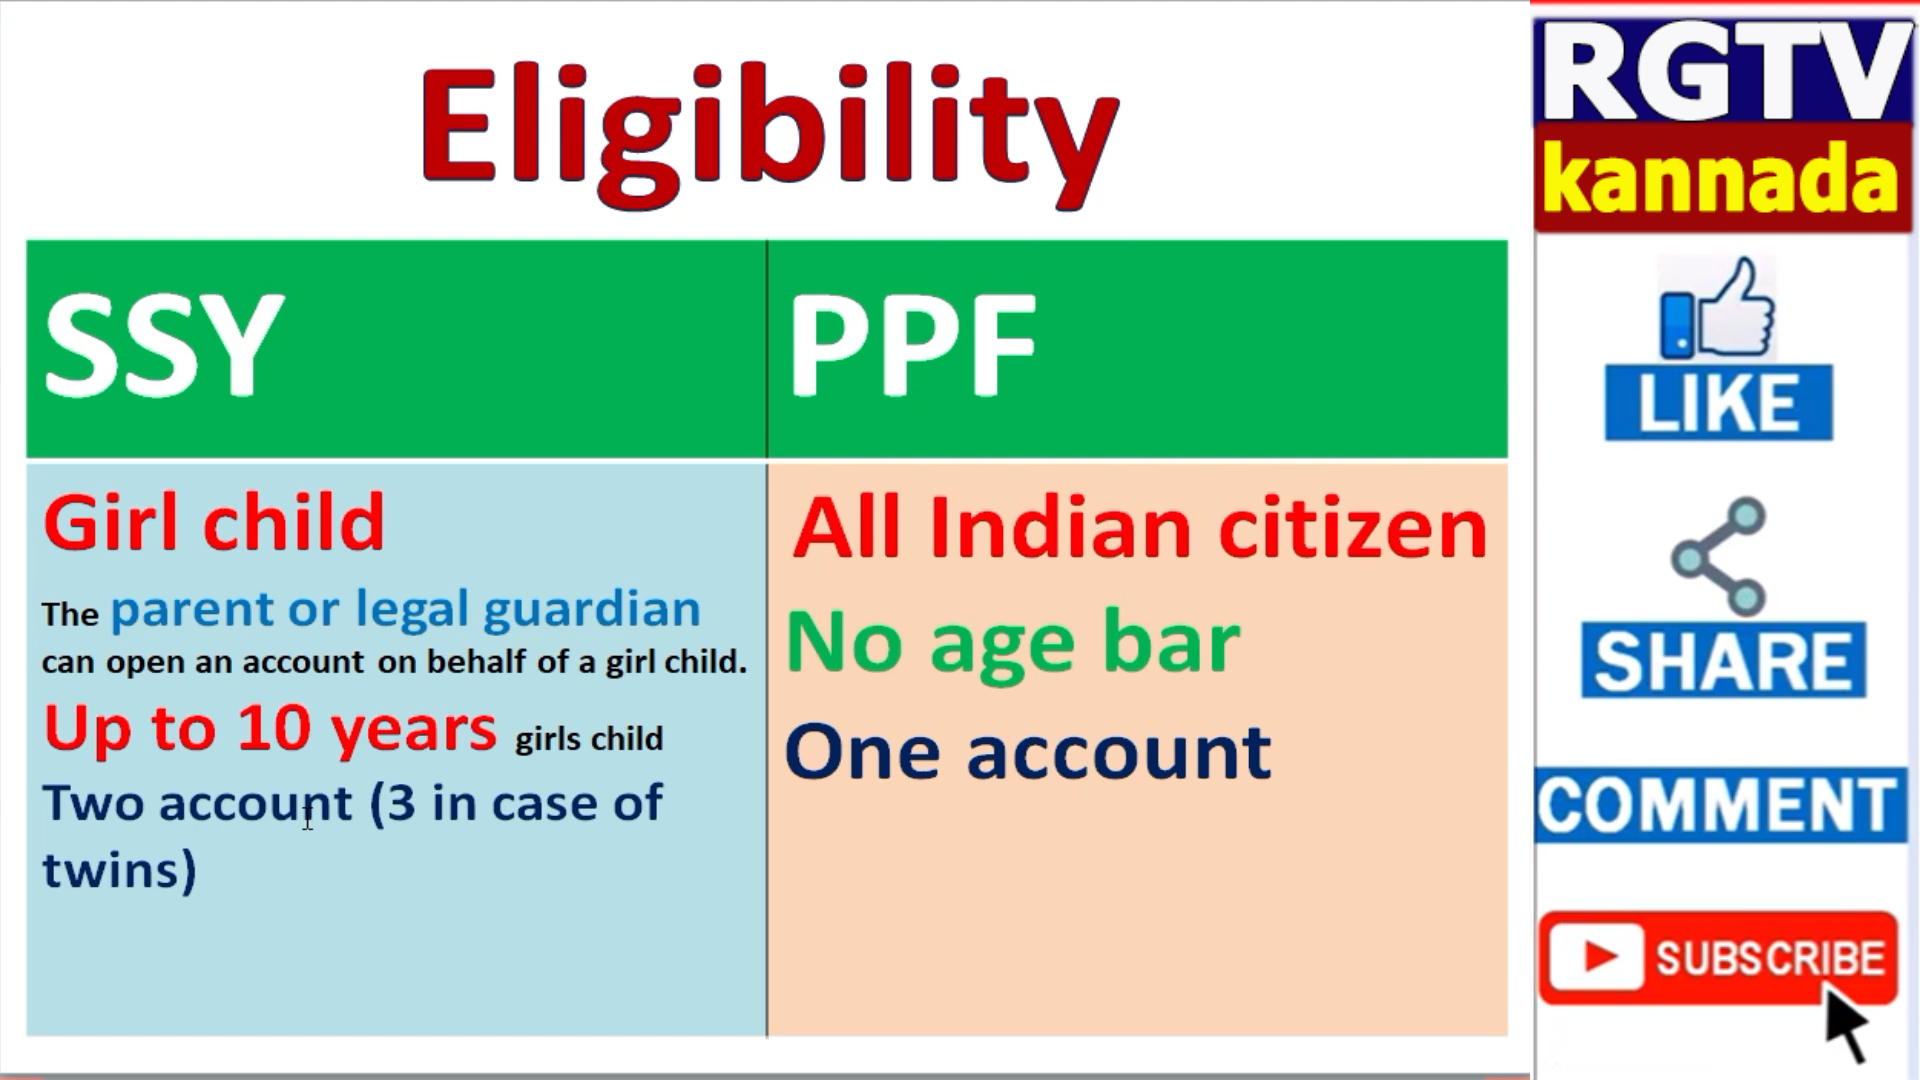 Eligibility
SSY
PPF
Girl child
The parent or legal guardian
can open an account on behalf of a girl child.
Up to 10 years girls child
Two account (3 in case of
twins)
All Indian citizen
No age bar
One account
RGTV
kannada
LIKE
SHARE
COMMENT
SUBSCRIBE